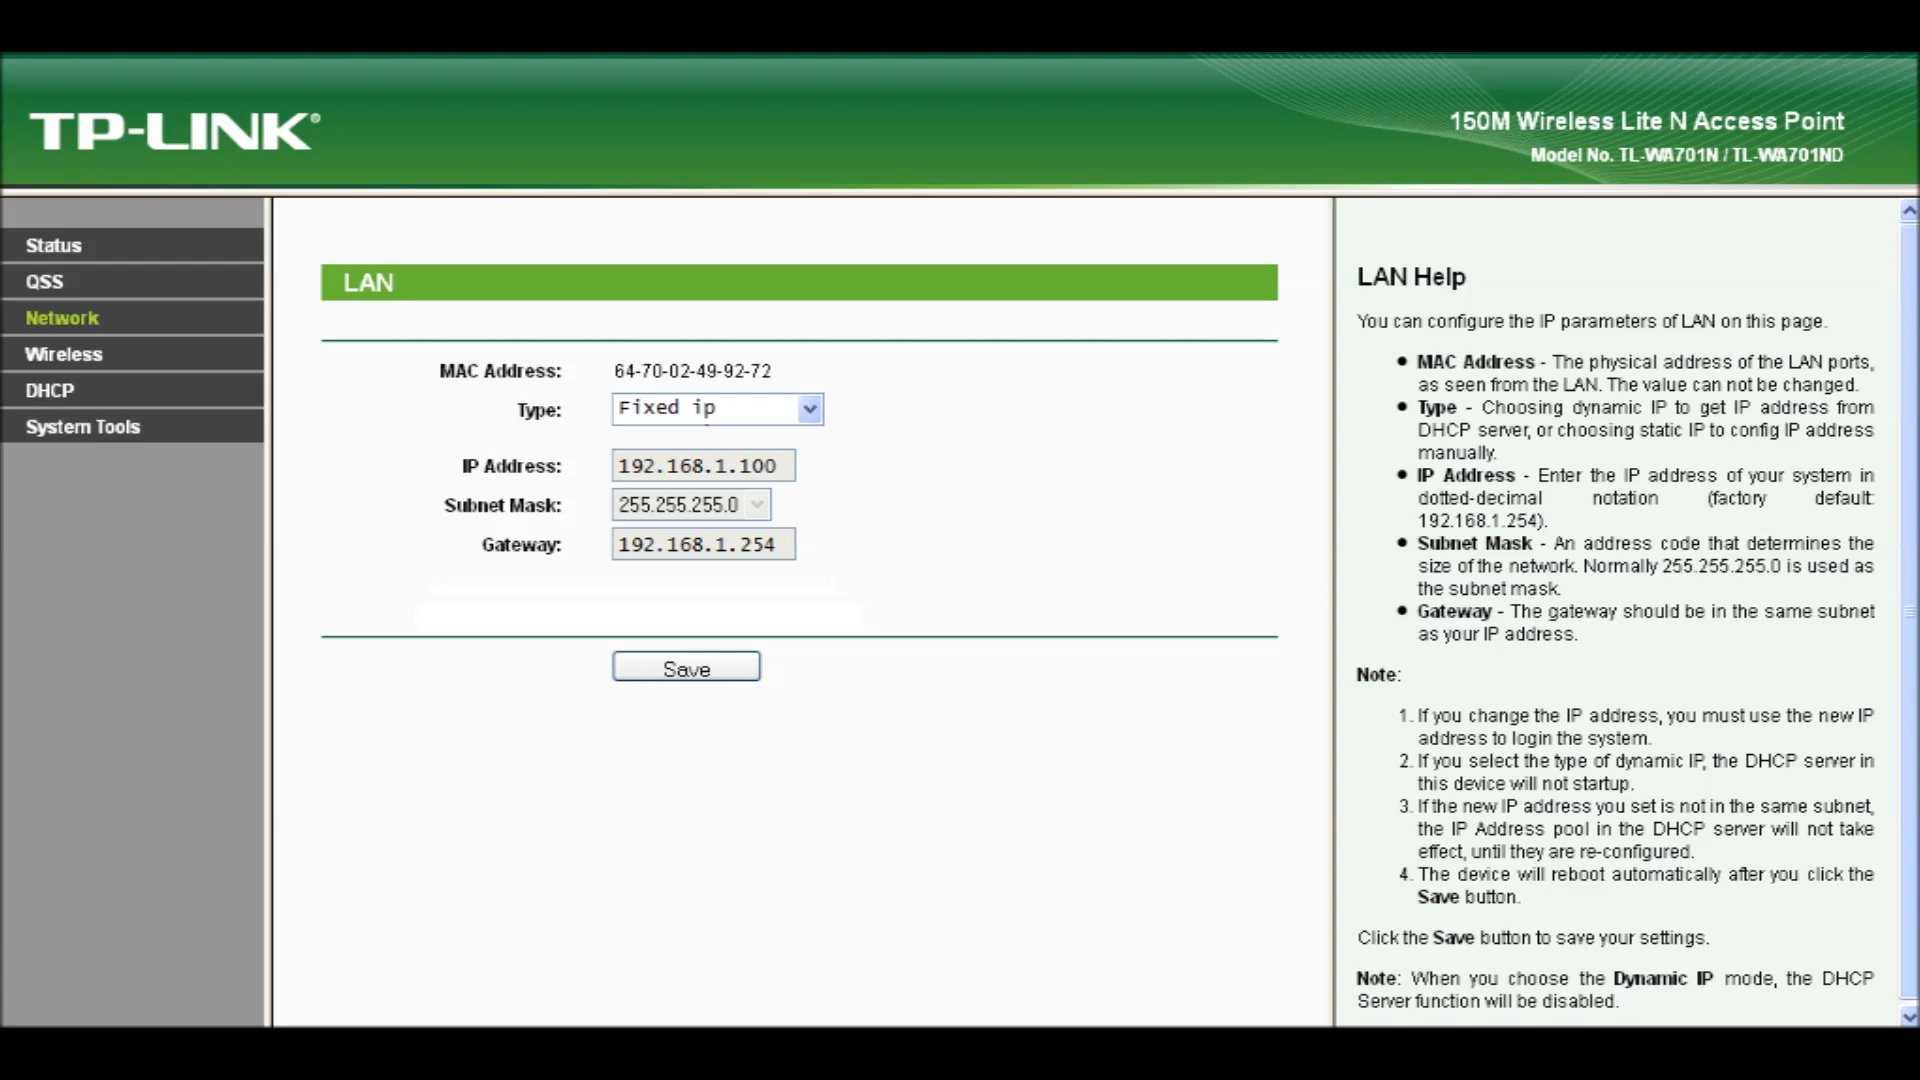 TP-LINK®
150M Wireless Lite N Access Point
Model No. TL-WA701N / TL-WA701ND
Status
QSS
Network
Wireless
DHCP
System Tools
LAN
MAC Address: 64-70-02-49-92-72
Type: Fixed ip
IP Address: 192.168.1.100
Subnet Mask: 255.255.255.0
Gateway: 192.168.1.254
Save
LAN Help
You can configure the IP parameters of LAN on this page.
● MAC Address - The physical address of the LAN ports,
as seen from the LAN. The value can not be changed.
● Type - Choosing dynamic IP to get IP address from
DHCP server, or choosing static IP to config IP address
manually.
● IP Address - Enter the IP address of your system in
dotted-decimal notation (factory default:
192.168.1.254).
● Subnet Mask - An address code that determines the
size of the network. Normally 255.255.255.0 is used as
the subnet mask.
● Gateway - The gateway should be in the same subnet
as your IP address.
Note:
1. If you change the IP address, you must use the new IP
address to login the system.
2. If you select the type of dynamic IP, the DHCP server in
this device will not startup.
3. If the new IP address you set is not in the same subnet,
the IP Address pool in the DHCP server will not take
effect, until they are re-configured.
4. The device will reboot automatically after you click the
Save button.
Click the Save button to save your settings.
Note: When you choose the Dynamic IP mode, the DHCP
Server function will be disabled.